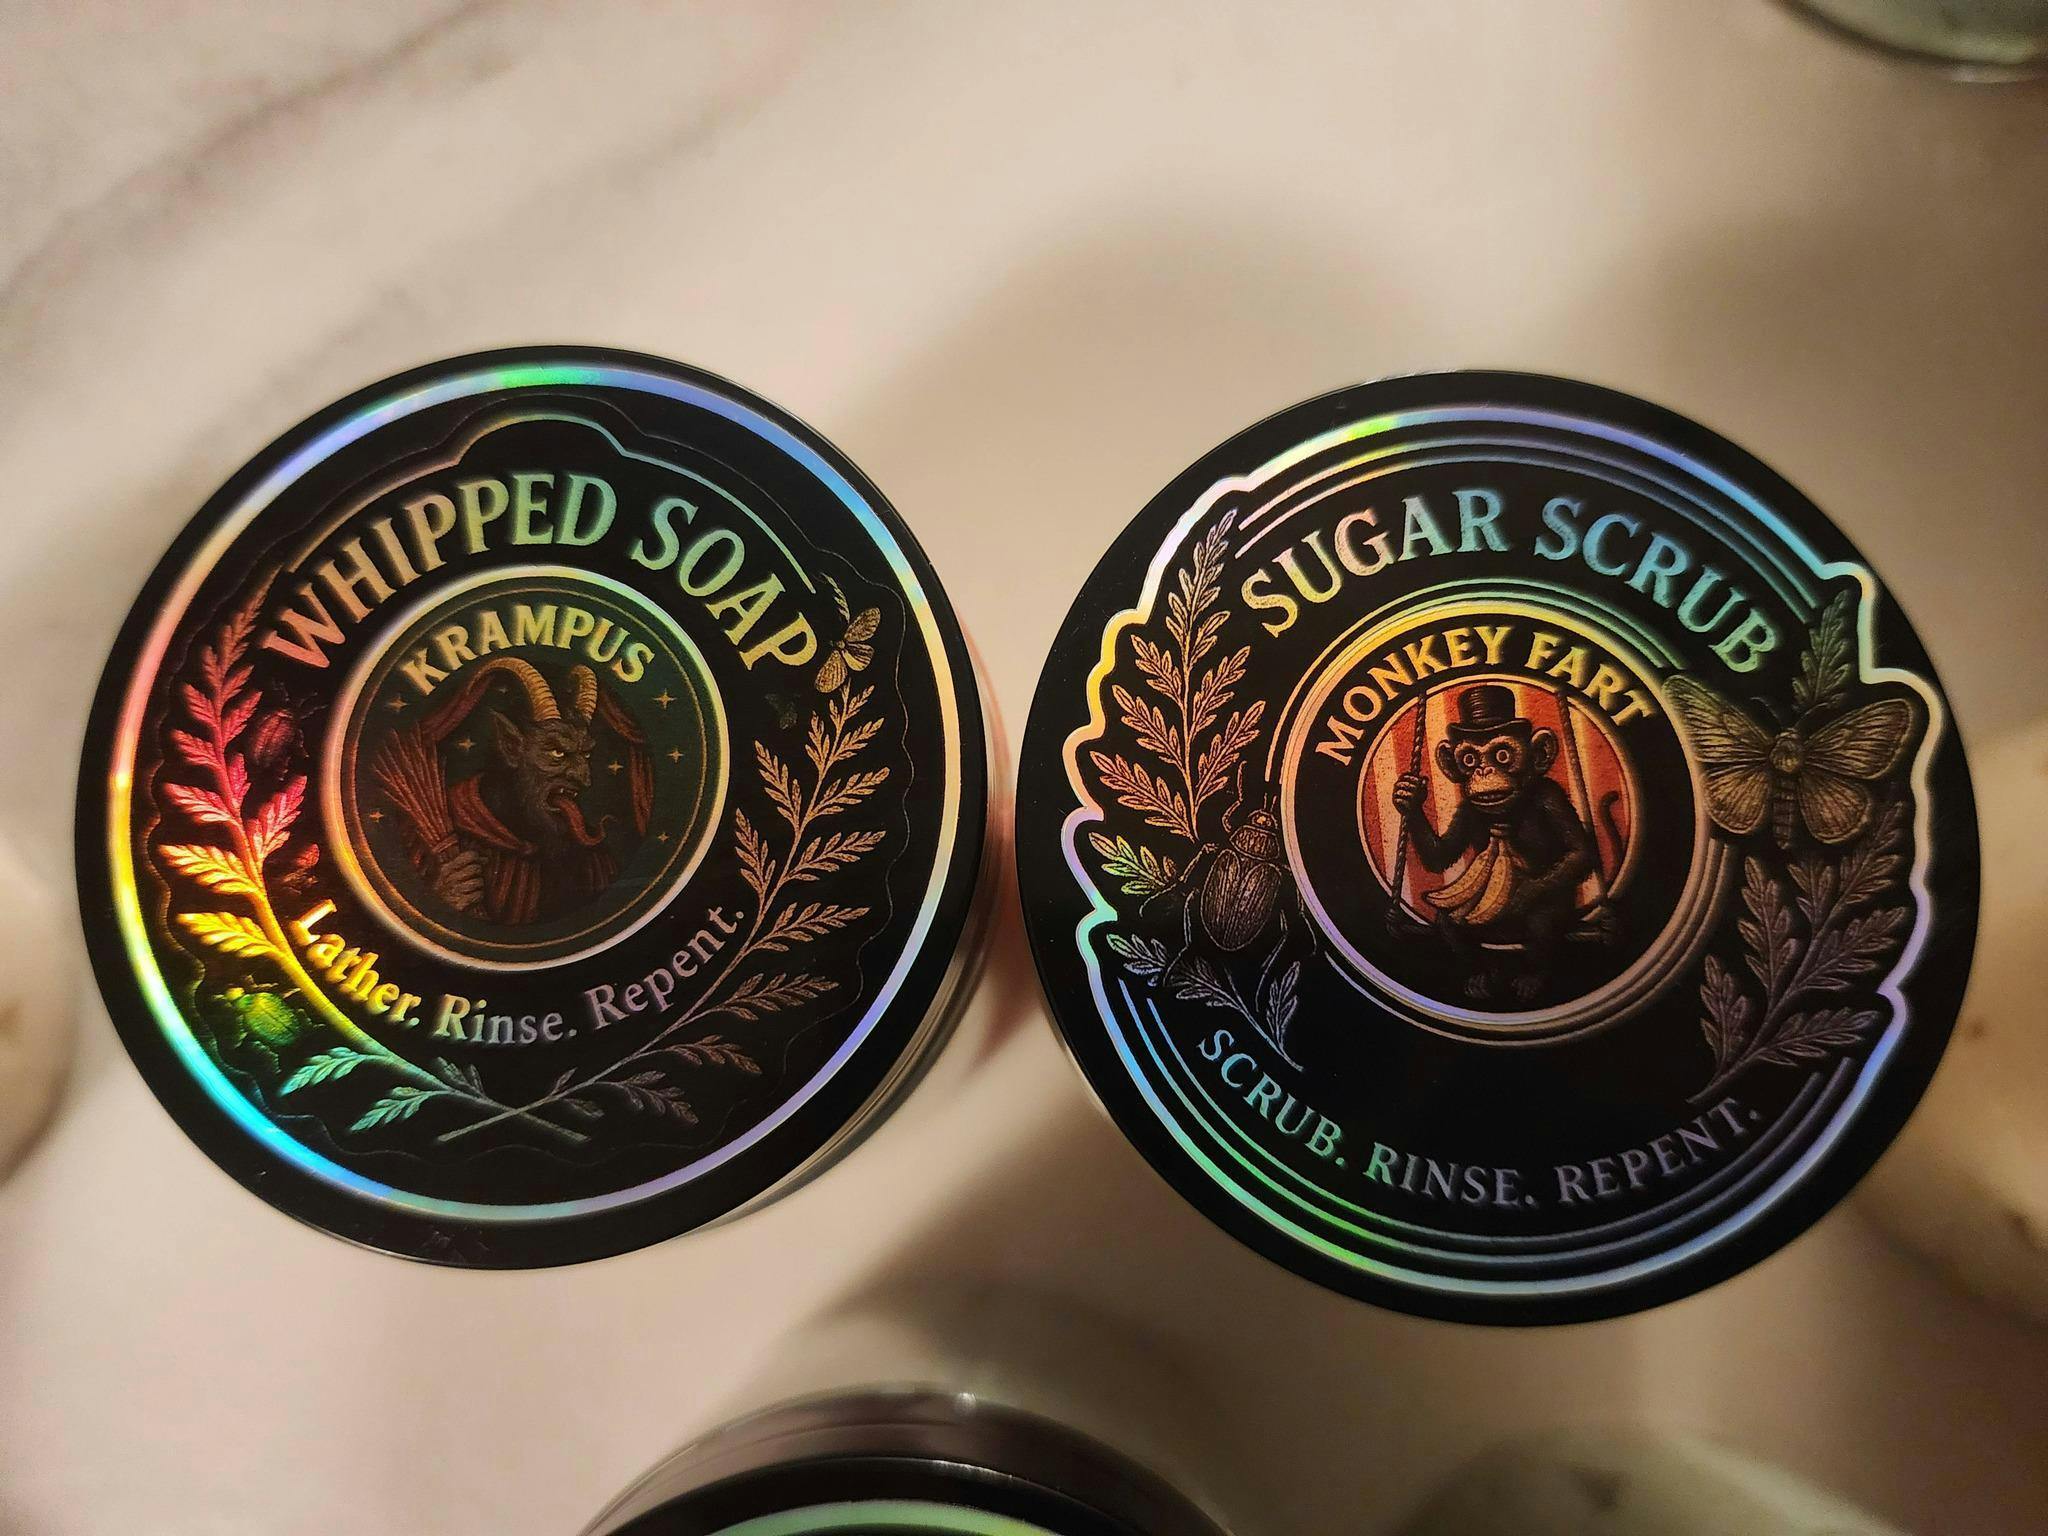 WHIPPED SOAP
KRAMPUS
Lather. Rinse. Repent.
SUGAR SCRUB
MONKEY FART
SCRUB. RINSE. REPENT.